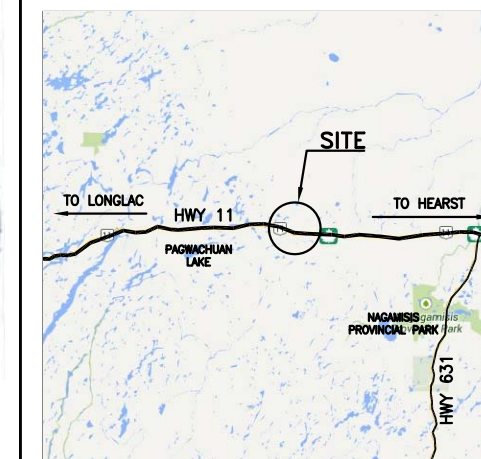 SITE
TO LONGLAC
HWY 11
TO HEARST
PAGWACHUAN
LAKE
NAGAMISIS
PROVINCIAL PARK
HWY 631